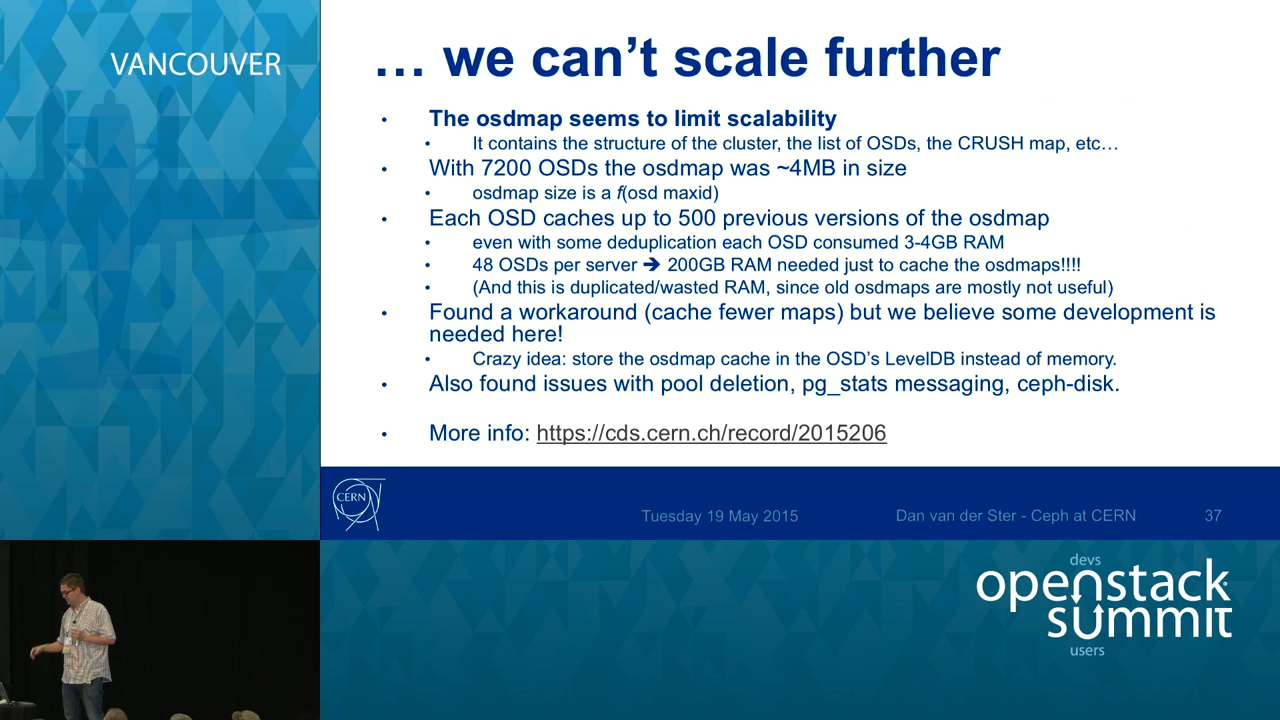 VANCOUVER
… we can’t scale further
• The osdmap seems to limit scalability
• It contains the structure of the cluster, the list of OSDs, the CRUSH map, etc…
• With 7200 OSDs the osdmap was ~4MB in size
• osdmap size is a f(osd maxid)
• Each OSD caches up to 500 previous versions of the osdmap
• even with some deduplication each OSD consumed 3-4GB RAM
• 48 OSDs per server ➔ 200GB RAM needed just to cache the osdmaps!!!!
• (And this is duplicated/wasted RAM, since old osdmaps are mostly not useful)
• Found a workaround (cache fewer maps) but we believe some development is
needed here!
• Crazy idea: store the osdmap cache in the OSD’s LevelDB instead of memory.
• Also found issues with pool deletion, pg_stats messaging, ceph-disk.
• More info: https://cds.cern.ch/record/2015206
CERN
Tuesday 19 May 2015
Dan van der Ster - Ceph at CERN
37
devs
openstack
summit
users